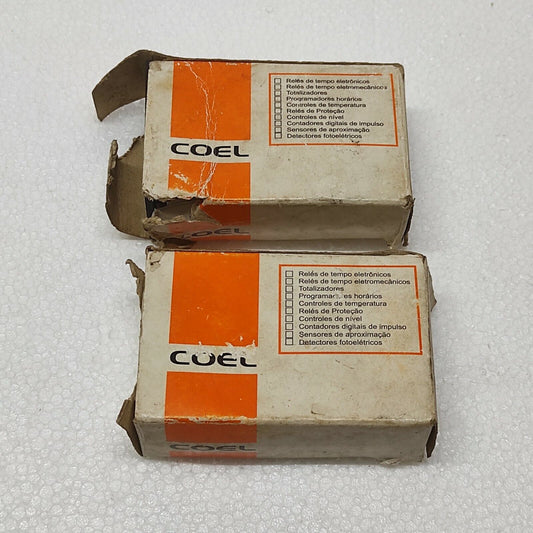 COEL
Relés de tempo eletrônicos
Relés de tempo eletromecânicos
Totalizadores
Programadores horários
Controles de temperatura
Relés de Proteção
Controles de nível
Contadores digitais de impulso
Sensores de aproximação
Detectores fotoelétricos
COEL
COEL
Relés de tempo eletrônicos
Relés de tempo eletromecânicos
Totalizadores
horários
Controles de temperatura
Relés de Proteção
Controles de nível
Contadores digitais de impulso
Sensores de aproximação
Detectores fotoelétricos
COEL